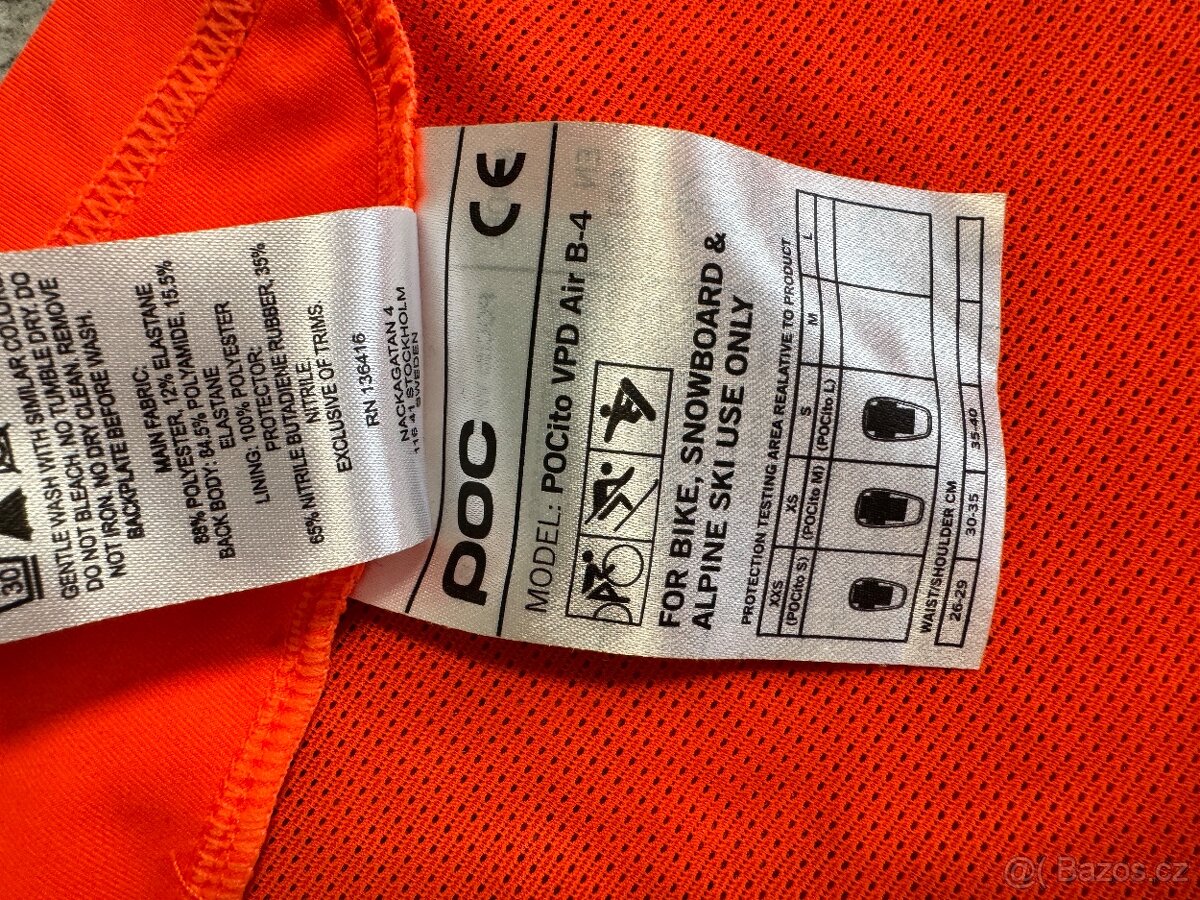 30
GENTLE WASH WITH SIMILAR COLORS
DO NOT BLEACH. NO TUMBLE DRY. DO
NOT IRON. NO DRY CLEAN. REMOVE
BACKPLATE BEFORE WASH.
MAIN FABRIC:
88% POLYESTER, 12% ELASTANE
BACK BODY: 84.5% POLYAMIDE, 15.5%
ELASTANE
LINING: 100% POLYESTER
PROTECTOR:
65% NITRILE BUTADIENE RUBBER, 35%
NITRILE.
EXCLUSIVE OF TRIMS.
RN 136416
NACKAGATAN 4
116 41 STOCKHOLM
SWEDEN
POC CE
MODEL: POCito VPD Air B-4
FOR BIKE, SNOWBOARD &
ALPINE SKI USE ONLY
PROTECTION TESTING AREA REALATIVE TO PRODUCT
XXS XS S M L
(POCito S) (POCito M) (POCito L)
WAIST/SHOULDER CM
26-29 30-35 35-40
@( Bazos.cz